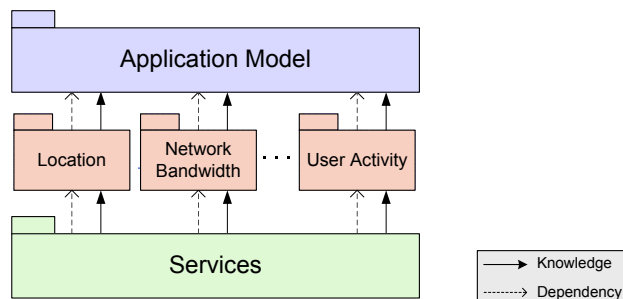 Application Model
Location
Network
Bandwidth
. . .
User Activity
Services
Knowledge
Dependency